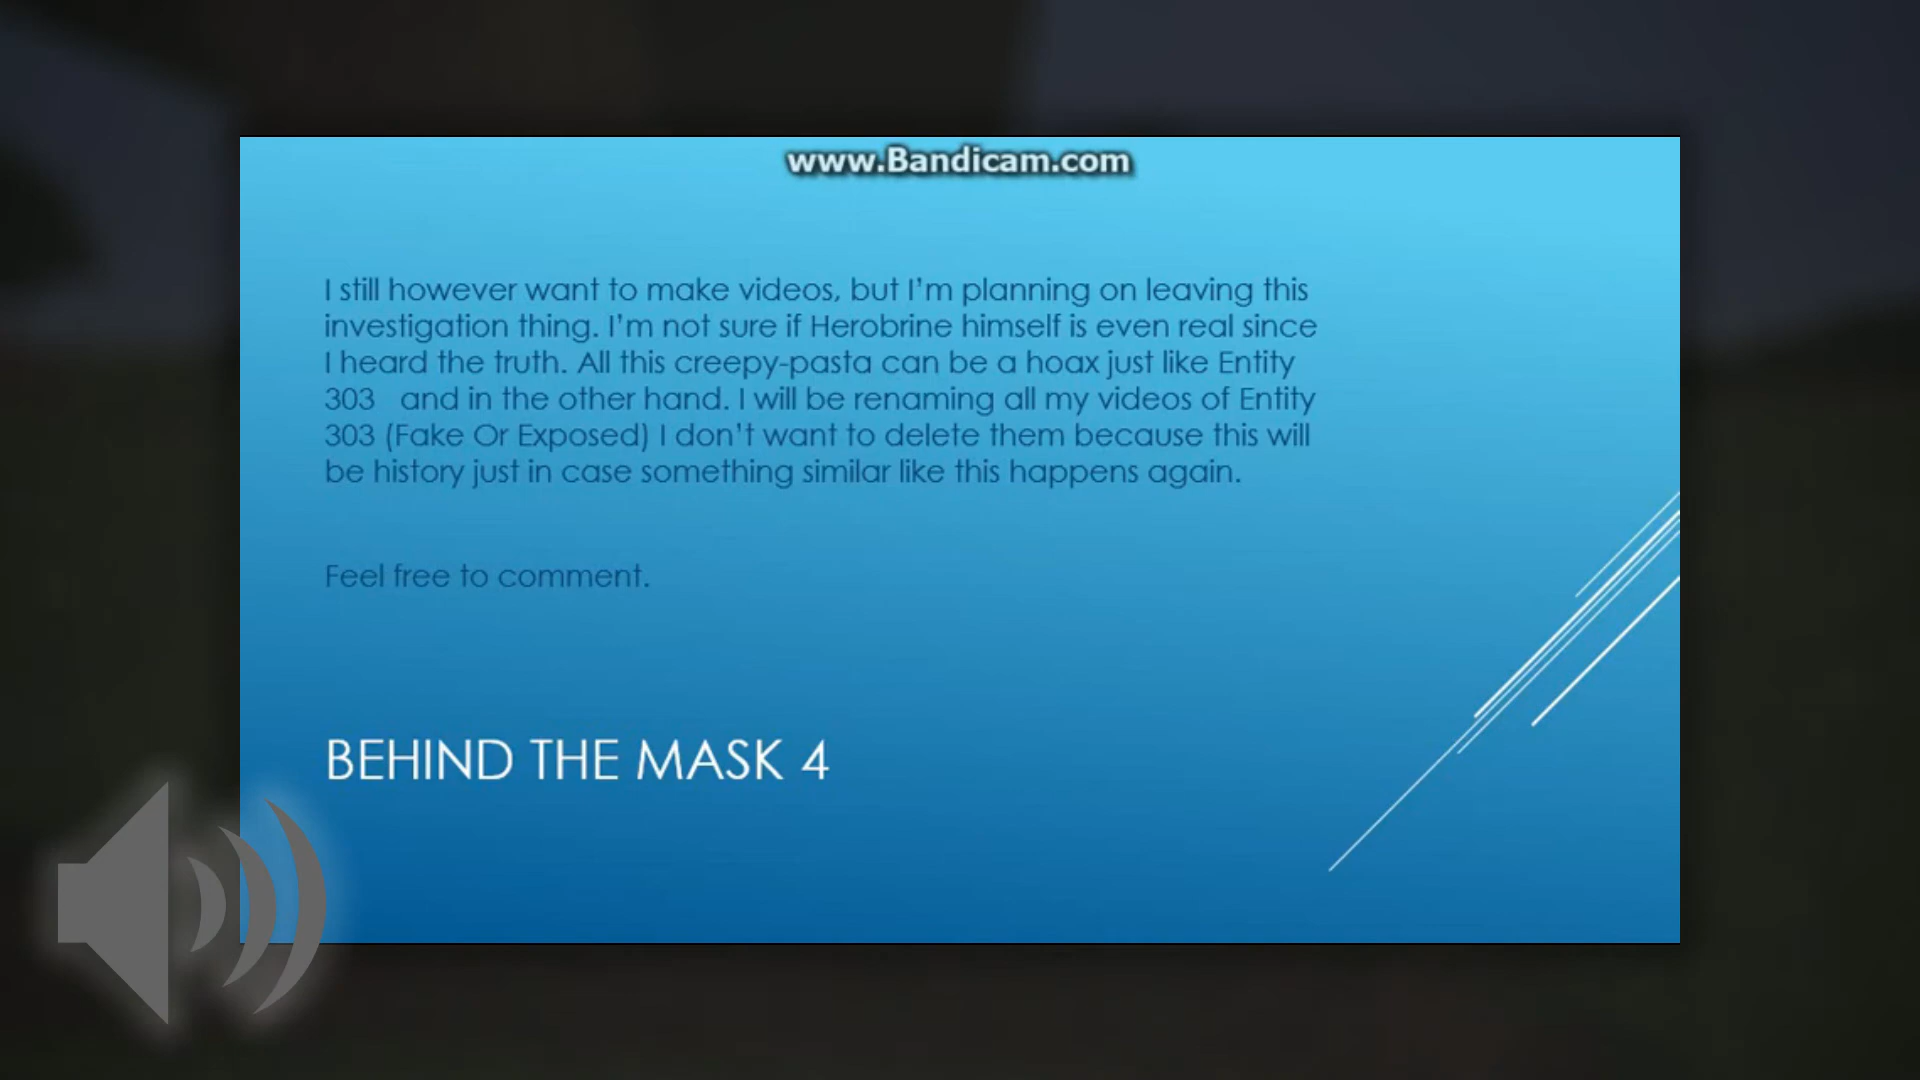 www.Bandicam.com
I still however want to make videos, but I'm planning on leaving this
investigation thing. I'm not sure if Herobrine himself is even real since
I heard the truth. All this creepy-pasta can be a hoax just like Entity
303   and in the other hand. I will be renaming all my videos of Entity
303 (Fake Or Exposed) I don't want to delete them because this will
be history just in case something similar like this happens again.
Feel free to comment.
BEHIND THE MASK 4